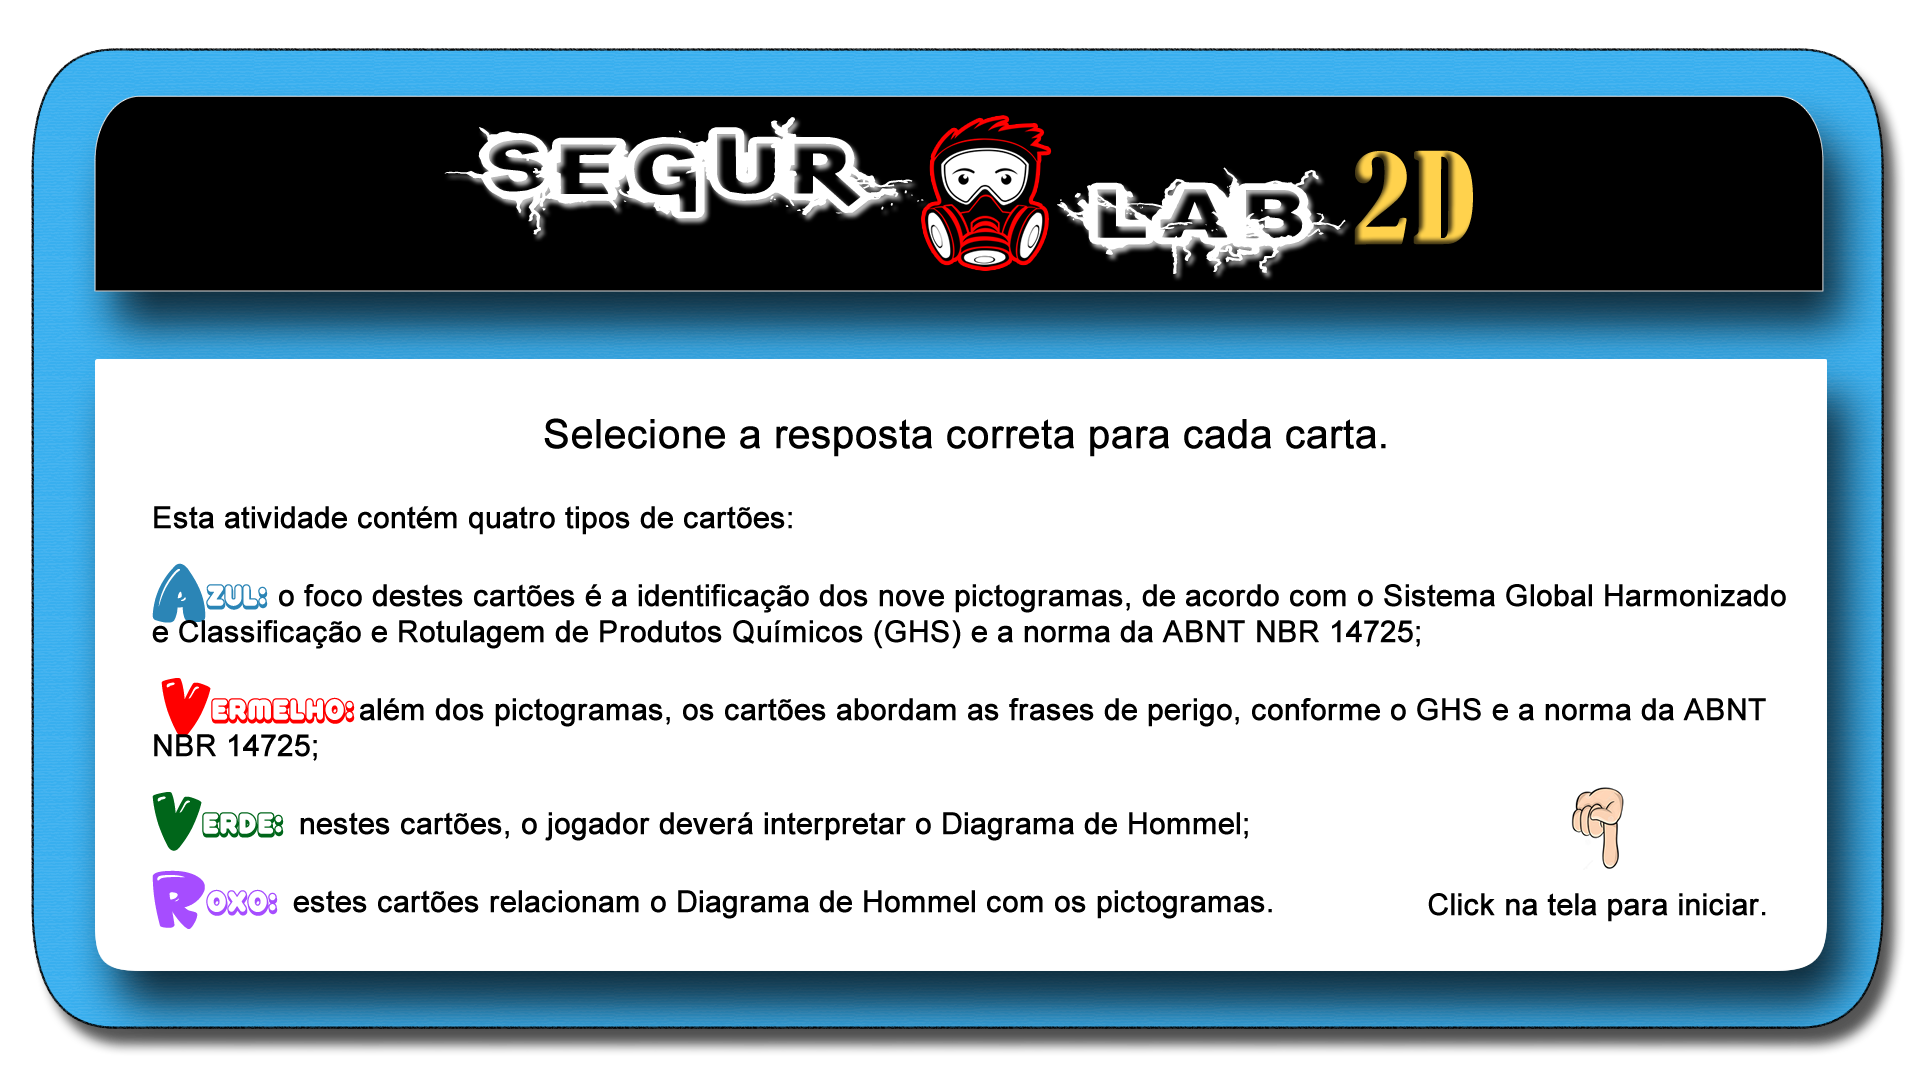 SEGUR LAB 2D
Selecione a resposta correta para cada carta.
Esta atividade contém quatro tipos de cartões:
AZUL: o foco destes cartões é a identificação dos nove pictogramas, de acordo com o Sistema Global Harmonizado
e Classificação e Rotulagem de Produtos Químicos (GHS) e a norma da ABNT NBR 14725;
VERMELHO: além dos pictogramas, os cartões abordam as frases de perigo, conforme o GHS e a norma da ABNT
NBR 14725;
VERDE: nestes cartões, o jogador deverá interpretar o Diagrama de Hommel;
ROXO: estes cartões relacionam o Diagrama de Hommel com os pictogramas.
Click na tela para iniciar.